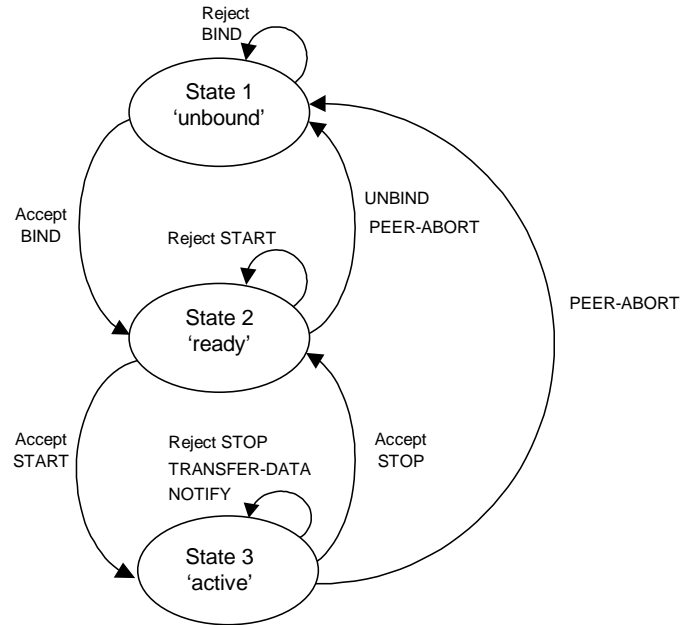 Reject
BIND
State 1
'unbound'
Accept
BIND
UNBIND
PEER-ABORT
Reject START
PEER-ABORT
State 2
'ready'
Accept
START
Reject STOP
TRANSFER-DATA
NOTIFY
Accept
STOP
State 3
'active'